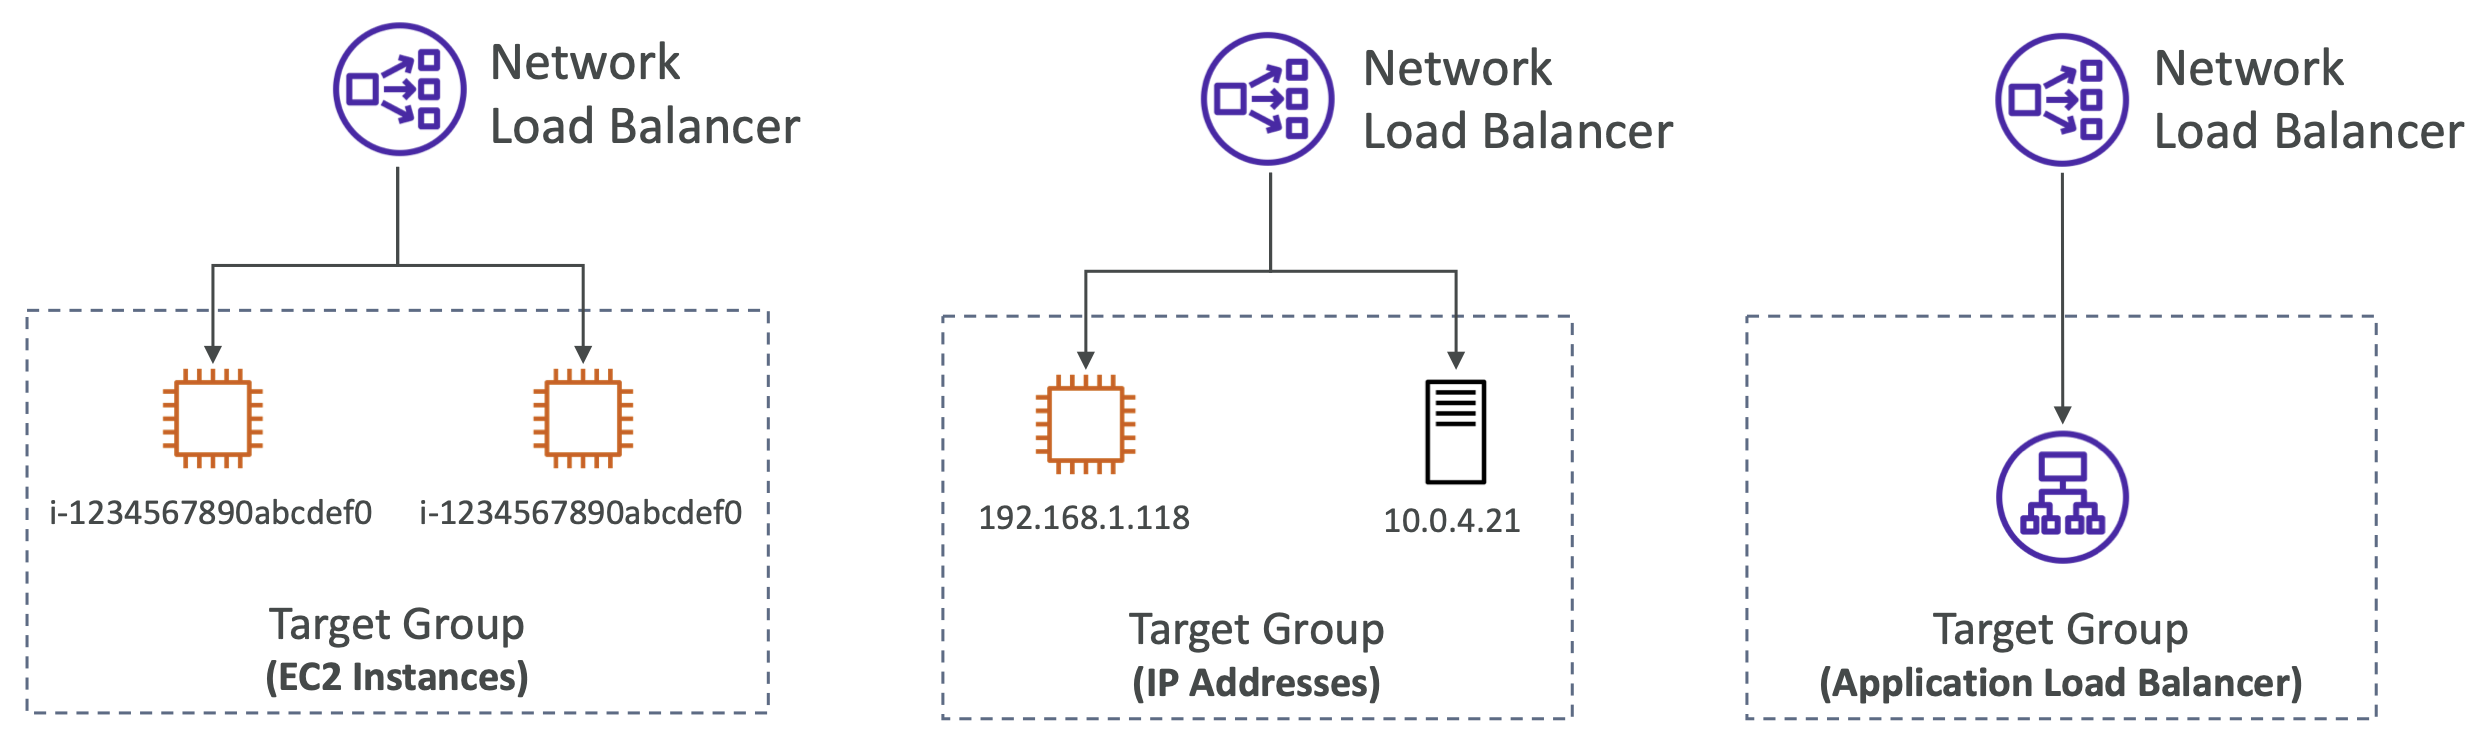 Network
Load Balancer
i-1234567890abcdef0
i-1234567890abcdef0
Target Group
(EC2 Instances)
Network
Load Balancer
192.168.1.118
10.0.4.21
Target Group
(IP Addresses)
Network
Load Balancer
Target Group
(Application Load Balancer)